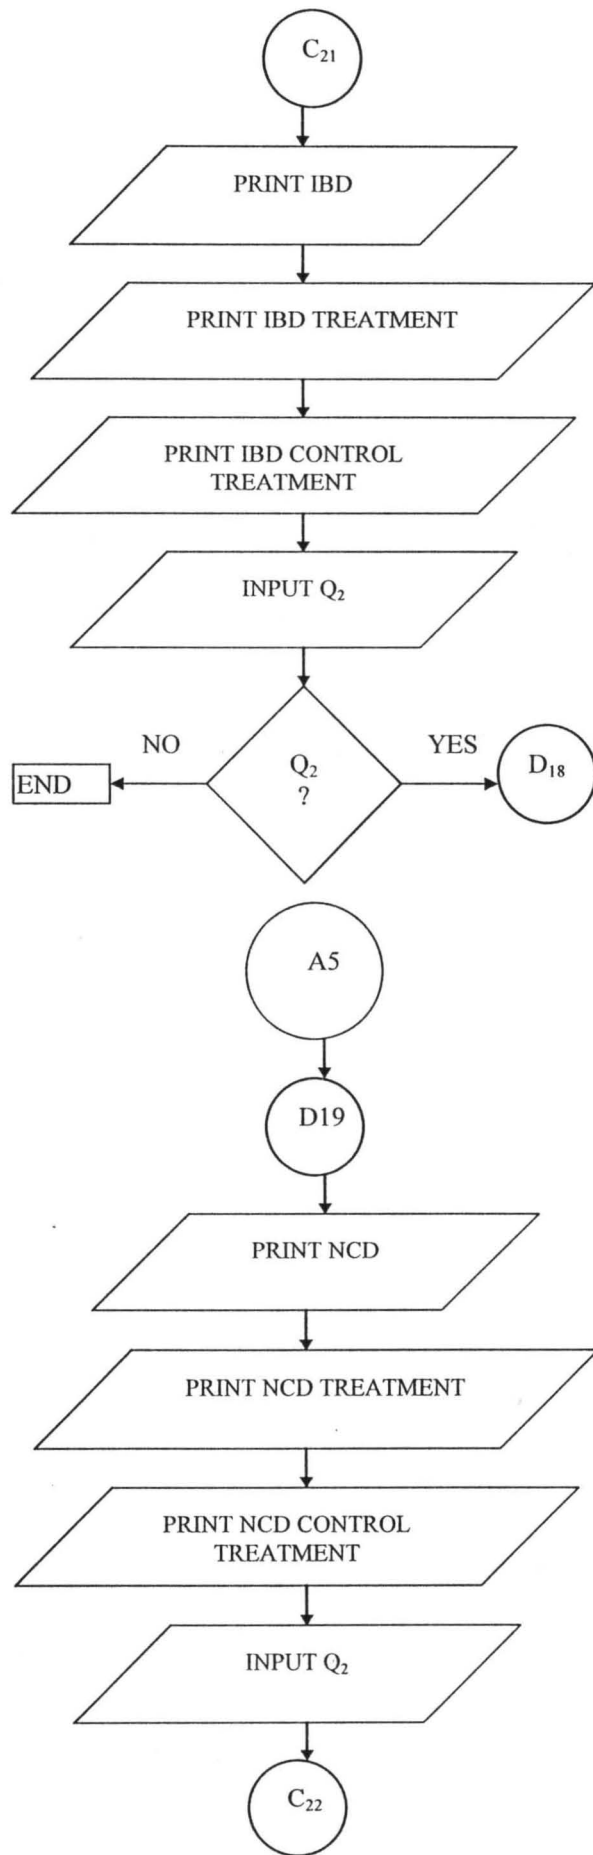 C₂₁
PRINT IBD
PRINT IBD TREATMENT
PRINT IBD CONTROL
TREATMENT
INPUT Q₂
NO
Q₂
?
YES
D₁₈
END
A5
D19
PRINT NCD
PRINT NCD TREATMENT
PRINT NCD CONTROL
TREATMENT
INPUT Q₂
C₂₂